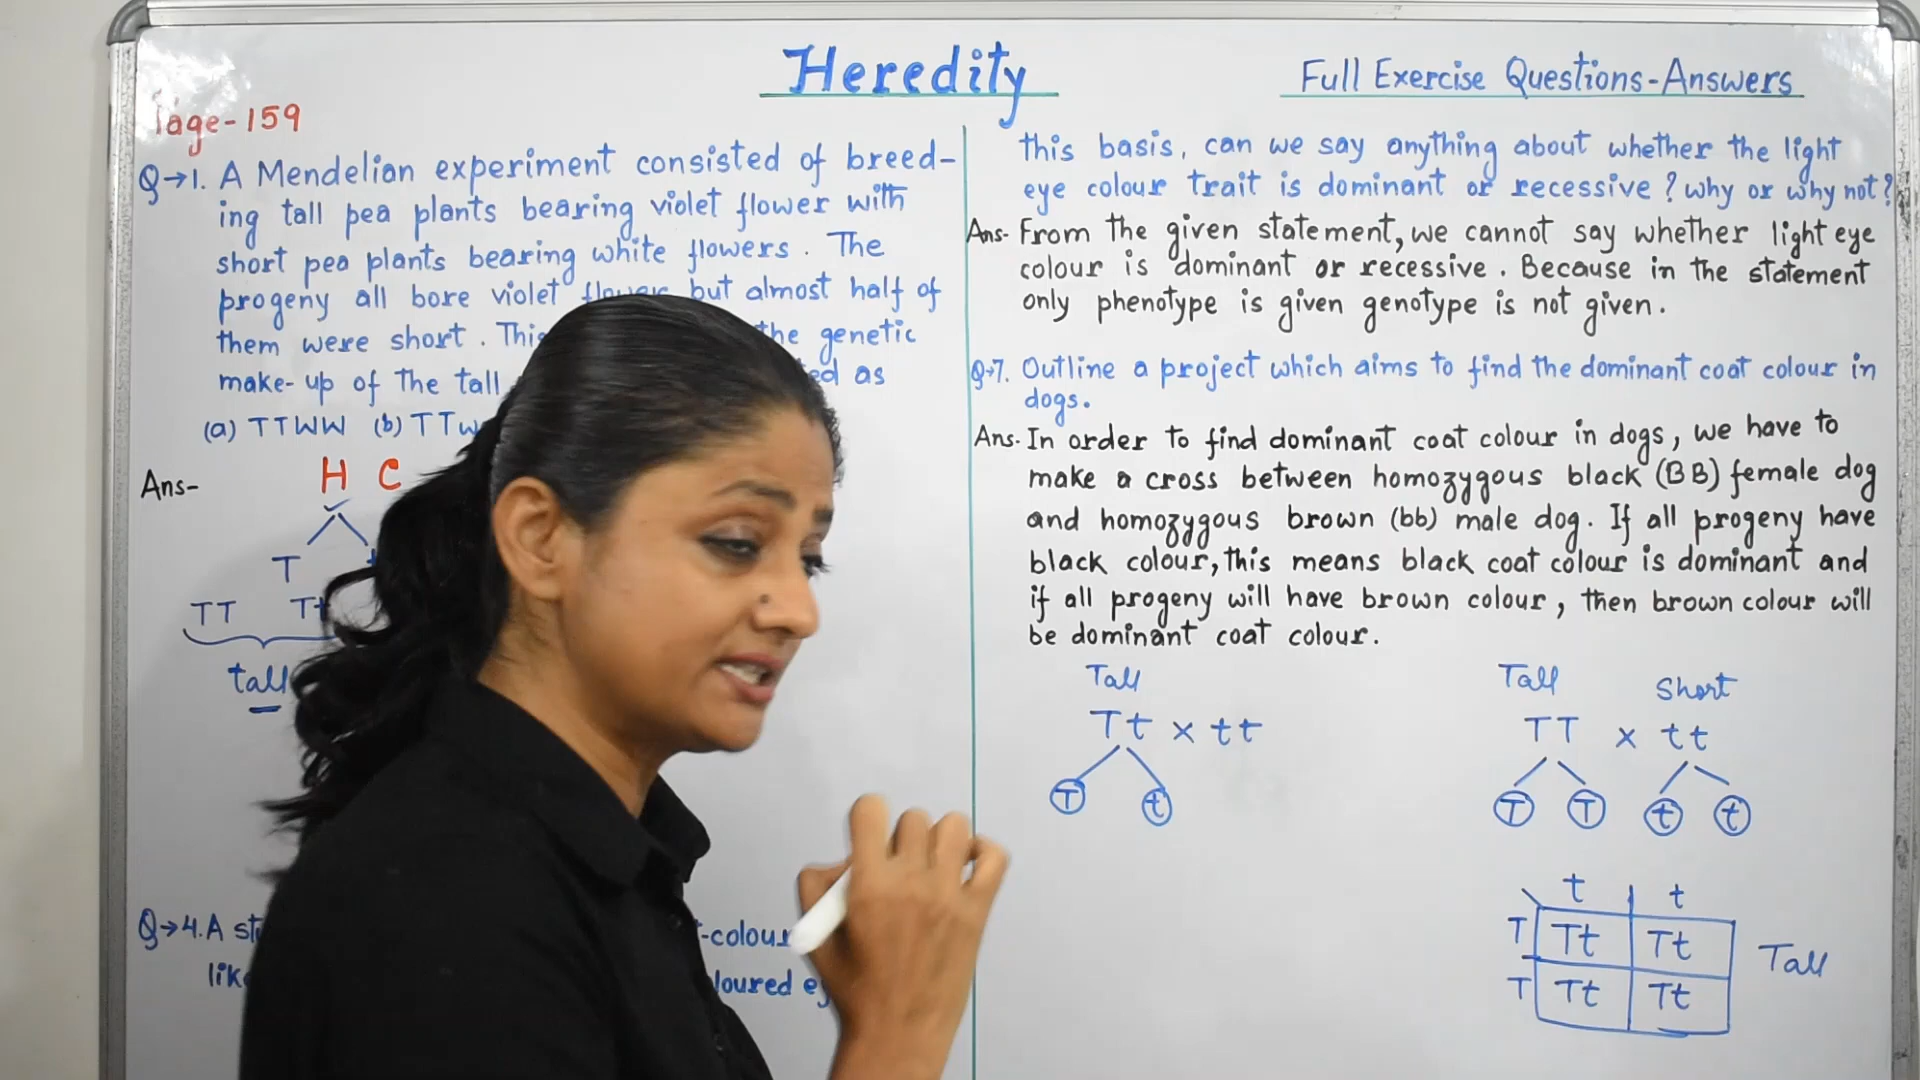 Heredity
Full Exercise Questions-Answers
Page-159
Q→1. A Mendelian experiment consisted of breed-
ing tall pea plants bearing violet flower with
short pea plants bearing white flowers. The
progeny all bore violet flower but almost half of
them were short. This the genetic
make-up of the tall as
(a) TTWW (b)
Ans-
H C
T
TT Tt
tall
Q→4. A
this basis, can we say anything about whether the light
eye colour trait is dominant or recessive? why or why not?
Ans- From the given statement, we cannot say whether light eye
colour is dominant or recessive. Because in the statement
only phenotype is given genotype is not given.
Q→7. Outline a project which aims to find the dominant coat colour in
dogs.
Ans- In order to find dominant coat colour in dogs, we have to
make a cross between homozygous black (BB) female dog
and homozygous brown (bb) male dog. If all progeny have
black colour, this means black coat colour is dominant and
if all progeny will have brown colour, then brown colour will
be dominant coat colour.
Tall
Tt × tt
T t
Tall Short
TT × tt
T T t t
t t
T Tt Tt
Tall
T Tt Tt